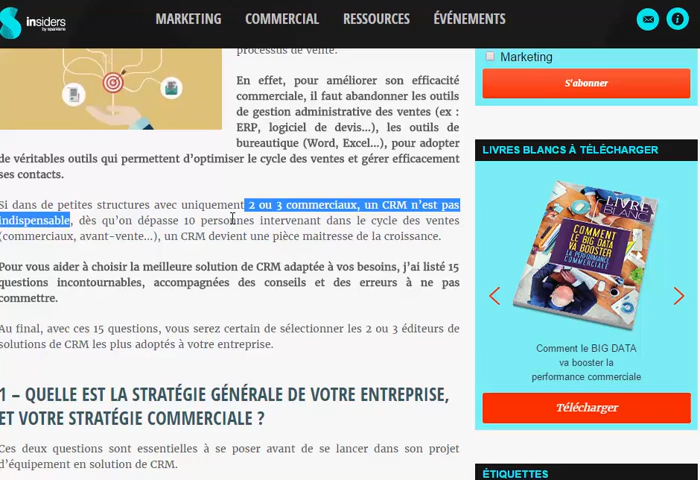 insiders
by sparklane
MARKETING
COMMERCIAL
RESSOURCES
ÉVÉNEMENTS
processus de vente.
En effet, pour améliorer son efficacité
commerciale, il faut abandonner les outils
de gestion administrative des ventes (ex :
ERP, logiciel de devis...), les outils de
bureautique (Word, Excel...), pour adopter
de véritables outils qui permettent d'optimiser le cycle des ventes et gérer efficacement
ses contacts.
Si dans de petites structures avec uniquement 2 ou 3 commerciaux, un CRM n'est pas
indispensable, dès qu'on dépasse 10 personnes intervenant dans le cycle des ventes
(commerciaux, avant-vente...), un CRM devient une pièce maitresse de la croissance.
Pour vous aider à choisir la meilleure solution de CRM adaptée à vos besoins, j'ai listé 15
questions incontournables, accompagnées des conseils et des erreurs à ne pas
commettre.
Au final, avec ces 15 questions, vous serez certain de sélectionner les 2 ou 3 éditeurs de
solutions de CRM les plus adoptés à votre entreprise.
1 – QUELLE EST LA STRATÉGIE GÉNÉRALE DE VOTRE ENTREPRISE,
ET VOTRE STRATÉGIE COMMERCIALE ?
Ces deux questions sont essentielles à se poser avant de se lancer dans son projet
d'équipement en solution de CRM.
Marketing
S'abonner
LIVRES BLANCS À TÉLÉCHARGER
LIVRE
BLANC
COMMENT LE
BIG DATA
VA BOOSTER
LA PERFORMANCE
COMMERCIALE
Comment le BIG DATA
va booster la
performance commerciale
Télécharger
ÉTIQUETTES